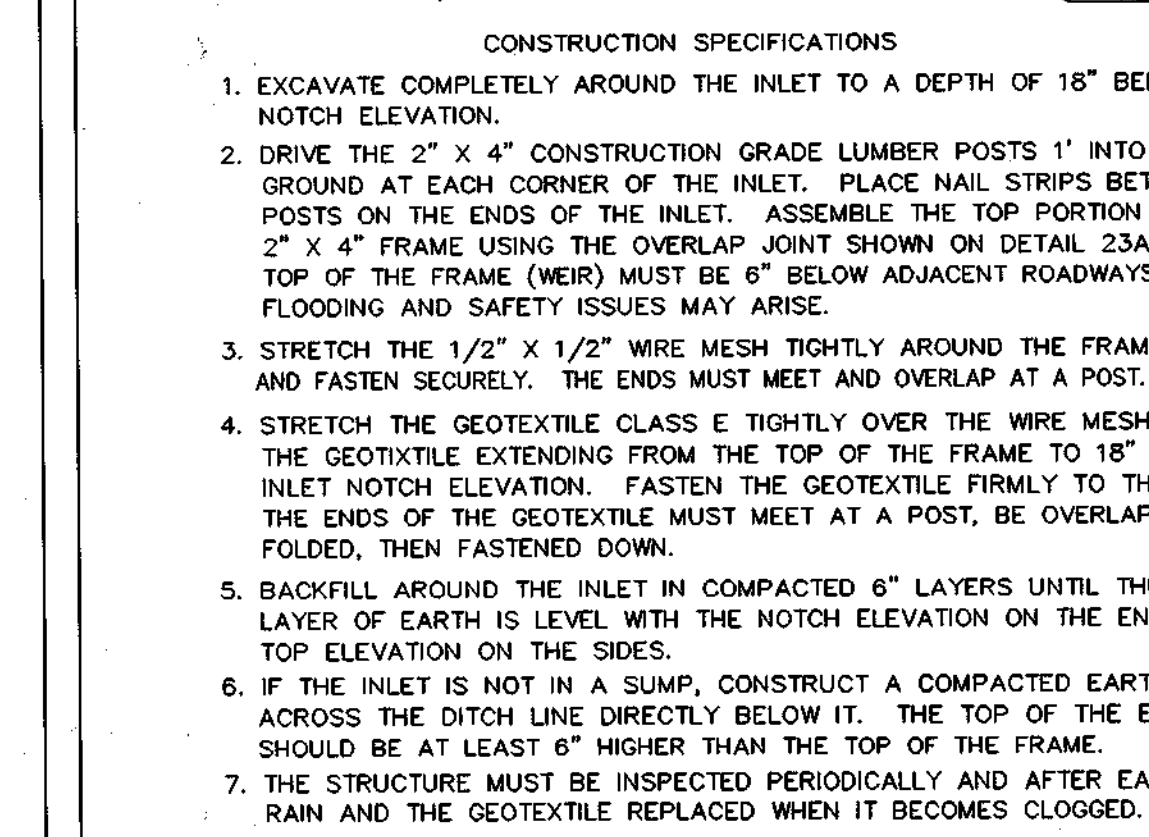 CONSTRUCTION SPECIFICATIONS
1. EXCAVATE COMPLETELY AROUND THE INLET TO A DEPTH OF 18"
NOTCH ELEVATION.
2. DRIVE THE 2" X 4" CONSTRUCTION GRADE LUMBER POSTS 1' INTO
GROUND AT EACH CORNER OF THE INLET. PLACE NAIL STRIPS
POSTS ON THE ENDS OF THE INLET. ASSEMBLE THE TOP PORTION
2" X 4" FRAME USING THE OVERLAP JOINT SHOWN ON DETAIL 23A
TOP OF THE FRAME (WEIR) MUST BE 6" BELOW ADJACENT ROADWAYS
FLOODING AND SAFETY ISSUES MAY ARISE.
3. STRETCH THE 1/2" X 1/2" WIRE MESH TIGHTLY AROUND THE FRAM
AND FASTEN SECURELY. THE ENDS MUST MEET AND OVERLAP AT A POST.
4. STRETCH THE GEOTEXTILE CLASS E TIGHTLY OVER THE WIRE MESH
THE GEOTIXTILE EXTENDING FROM THE TOP OF THE FRAME TO 18"
INLET NOTCH ELEVATION. FASTEN THE GEOTEXTILE FIRMLY TO TH
THE ENDS OF THE GEOTEXTILE MUST MEET AT A POST, BE OVERLAP
FOLDED, THEN FASTENED DOWN.
5. BACKFILL AROUND THE INLET IN COMPACTED 6" LAYERS UNTIL TH
LAYER OF EARTH IS LEVEL WITH THE NOTCH ELEVATION ON THE EN
TOP ELEVATION ON THE SIDES.
6. IF THE INLET IS NOT IN A SUMP, CONSTRUCT A COMPACTED EART
ACROSS THE DITCH LINE DIRECTLY BELOW IT. THE TOP OF THE E
SHOULD BE AT LEAST 6" HIGHER THAN THE TOP OF THE FRAME.
7. THE STRUCTURE MUST BE INSPECTED PERIODICALLY AND AFTER EA
RAIN AND THE GEOTEXTILE REPLACED WHEN IT BECOMES CLOGGED.